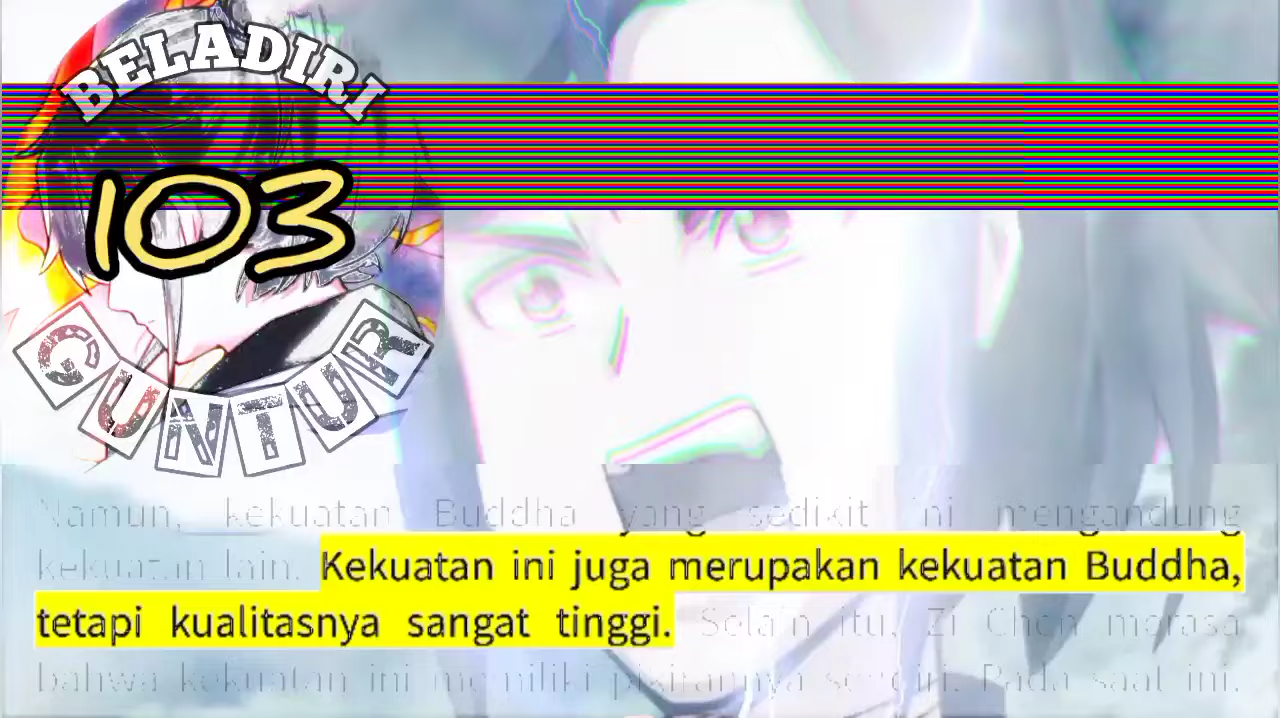 BELADIRI
103
GUNTUR
Namun, kekuatan Buddha yang sedikit ini mengandung
kekuatan lain. Kekuatan ini juga merupakan kekuatan Buddha,
tetapi kualitasnya sangat tinggi. Selain itu, Zi Chen merasa
bahwa kekuatan ini memiliki pikirannya sendiri. Pada saat ini,